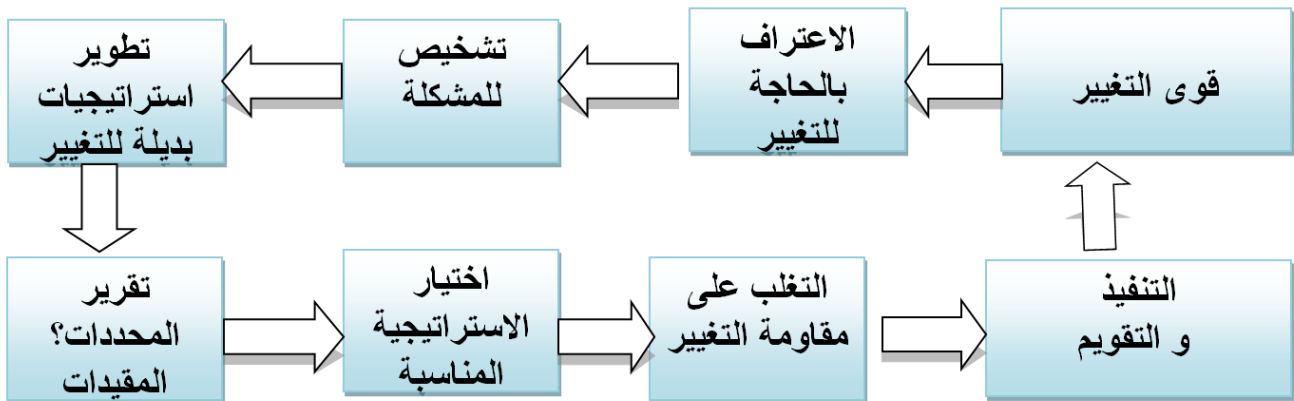 قوى التغيير
الاعتراف
بالحاجة
للتغيير
تشخيص
للمشكلة
تطوير
استراتيجيات
بديلة للتغيير
تقرير
المحددات؟
المقيدات
اختيار
الاستراتيجية
المناسبة
التغلب على
مقاومة التغيير
التنفيذ
و التقويم